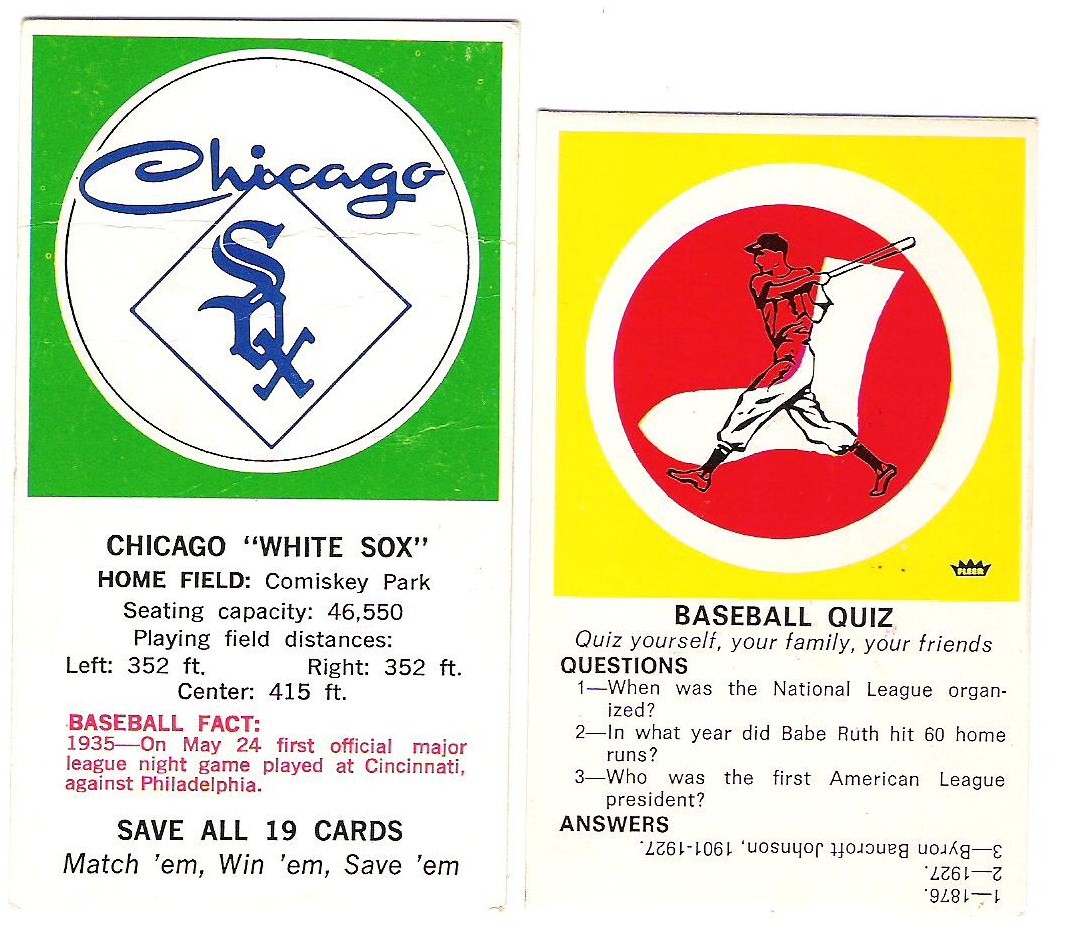 Chicago
SOX
CHICAGO "WHITE SOX"
HOME FIELD: Comiskey Park
Seating capacity: 46,550
Playing field distances:
Left: 352 ft. Right: 352 ft.
Center: 415 ft.
BASEBALL FACT:
1935—On May 24 first official major
league night game played at Cincinnati,
against Philadelphia.
SAVE ALL 19 CARDS
Match 'em, Win 'em, Save 'em
FLEER
BASEBALL QUIZ
Quiz yourself, your family, your friends
QUESTIONS
1—When was the National League organ-
ized?
2—In what year did Babe Ruth hit 60 home
runs?
3—Who was the first American League
president?
ANSWERS
1—1876.
2—1927.
3—Byron Bancroft Johnson, 1901-1927.